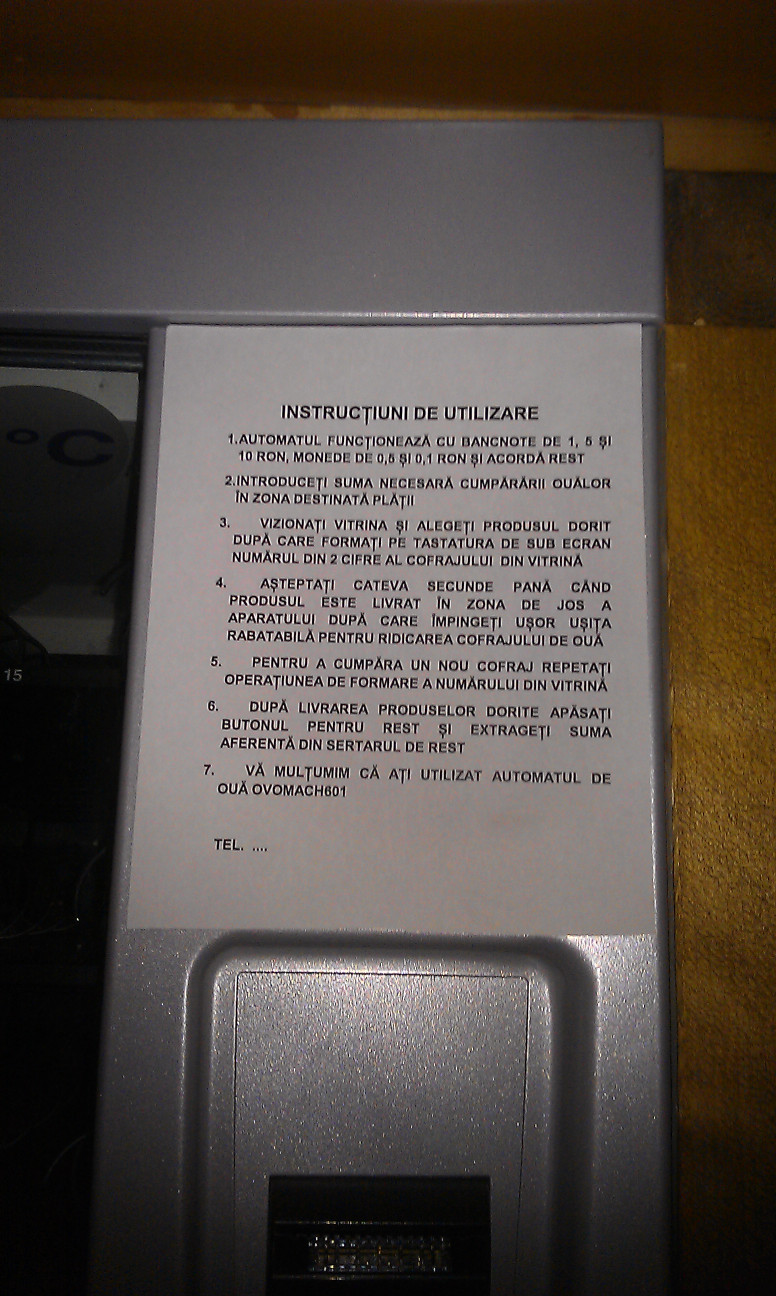 INSTRUCȚIUNI DE UTILIZARE
1.AUTOMATUL FUNCȚIONEAZĂ CU BANCNOTE DE 1, 5 ȘI
10 RON, MONEDE DE 0,5 ȘI 0,1 RON ȘI ACORDĂ REST
2.INTRODUCEȚI SUMA NECESARĂ CUMPĂRĂRII OUĂLOR
ÎN ZONA DESTINATĂ PLĂȚII
3. VIZIONAȚI VITRINA ȘI ALEGEȚI PRODUSUL DORIT
DUPĂ CARE FORMAȚI PE TASTATURA DE SUB ECRAN
NUMĂRUL DIN 2 CIFRE AL COFRAJULUI DIN VITRINĂ
4. AȘTEPTAȚI CATEVA SECUNDE PANĂ CÂND
PRODUSUL ESTE LIVRAT ÎN ZONA DE JOS A
APARATULUI DUPĂ CARE ÎMPINGEȚI UȘOR UȘIȚA
RABATABILĂ PENTRU RIDICAREA COFRAJULUI DE OUĂ
5. PENTRU A CUMPĂRA UN NOU COFRAJ REPETAȚI
OPERAȚIUNEA DE FORMARE A NUMĂRULUI DIN VITRINĂ
6. DUPĂ LIVRAREA PRODUSELOR DORITE APĂSAȚI
BUTONUL PENTRU REST ȘI EXTRAGEȚI SUMA
AFERENTĂ DIN SERTARUL DE REST
7. VĂ MULȚUMIM CĂ AȚI UTILIZAT AUTOMATUL DE
OUĂ OVOMACH601
TEL. ....
°C
15